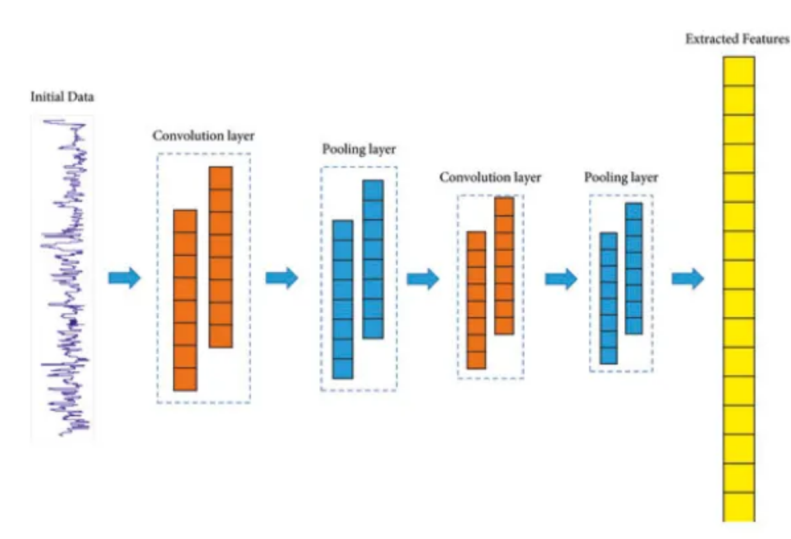 Initial Data
Convolution layer
Pooling layer
Convolution layer
Pooling layer
Extracted Features